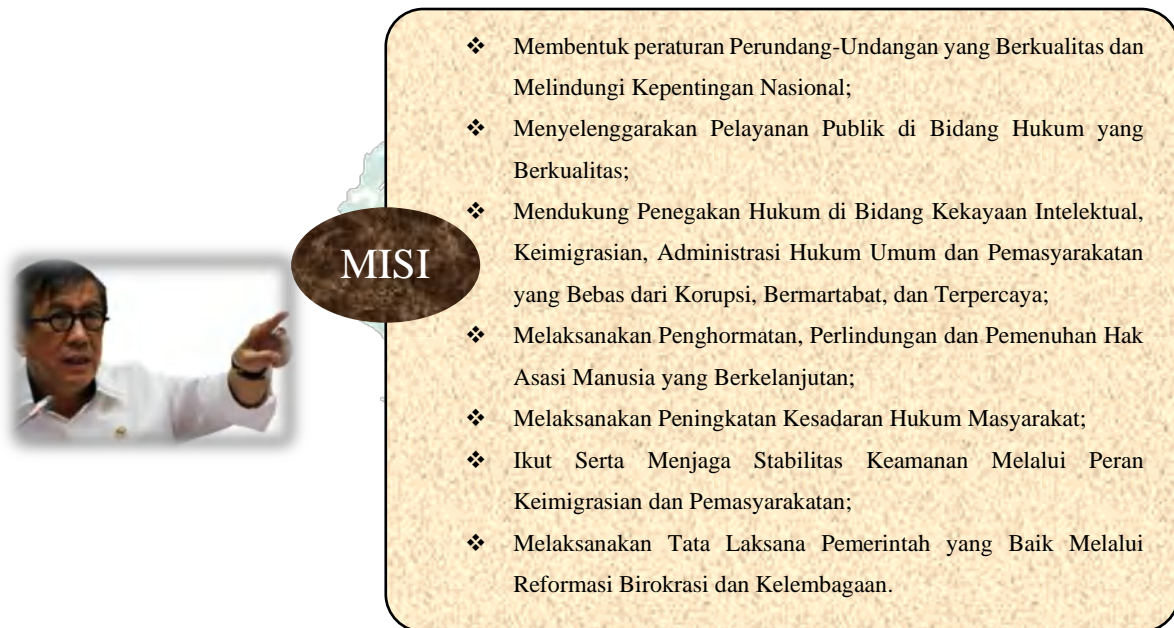 ❖ Membentuk peraturan Perundang-Undangan yang Berkualitas dan
Melindungi Kepentingan Nasional;
❖ Menyelenggarakan Pelayanan Publik di Bidang Hukum yang
Berkualitas;
❖ Mendukung Penegakan Hukum di Bidang Kekayaan Intelektual,
Keimigrasian, Administrasi Hukum Umum dan Pemasyarakatan
yang Bebas dari Korupsi, Bermartabat, dan Terpercaya;
❖ Melaksanakan Penghormatan, Perlindungan dan Pemenuhan Hak
Asasi Manusia yang Berkelanjutan;
❖ Melaksanakan Peningkatan Kesadaran Hukum Masyarakat;
❖ Ikut Serta Menjaga Stabilitas Keamanan Melalui Peran
Keimigrasian dan Pemasyarakatan;
❖ Melaksanakan Tata Laksana Pemerintah yang Baik Melalui
Reformasi Birokrasi dan Kelembagaan.
MISI